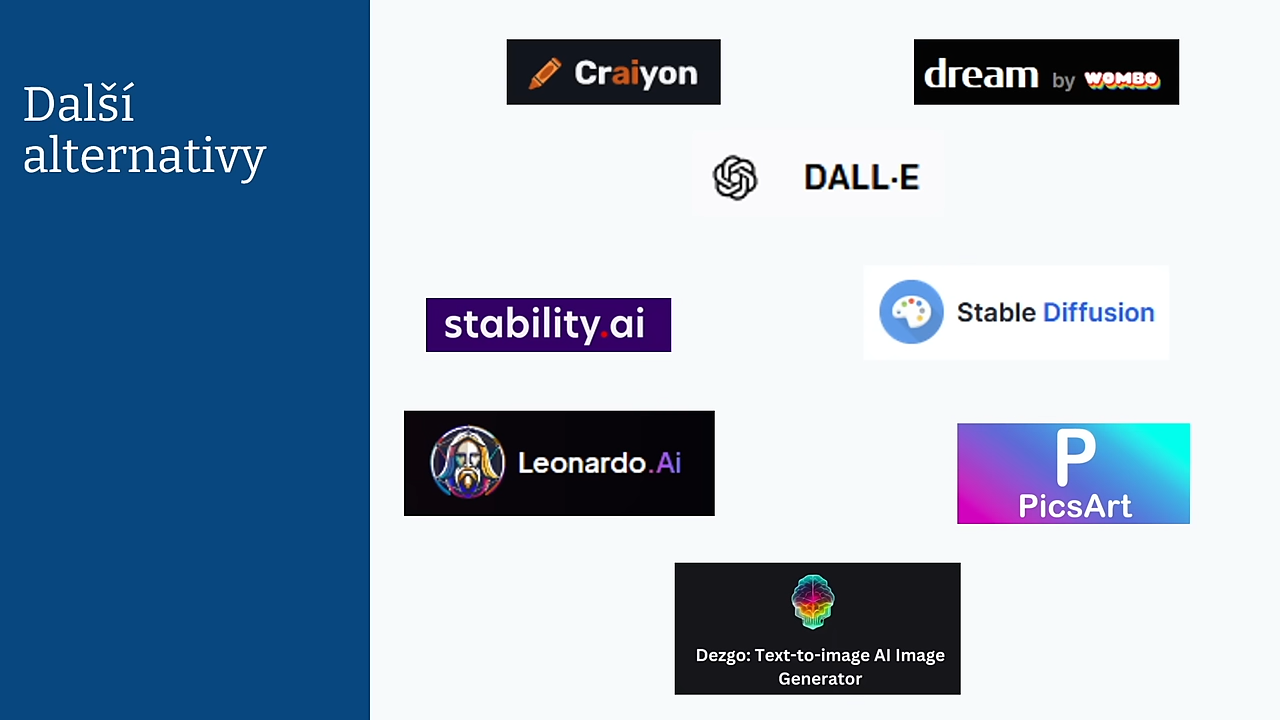 Další
alternativy
Craiyon
dream by WOMBO
DALL·E
stability.ai
Stable Diffusion
Leonardo.Ai
P
PicsArt
Dezgo: Text-to-image AI Image
Generator